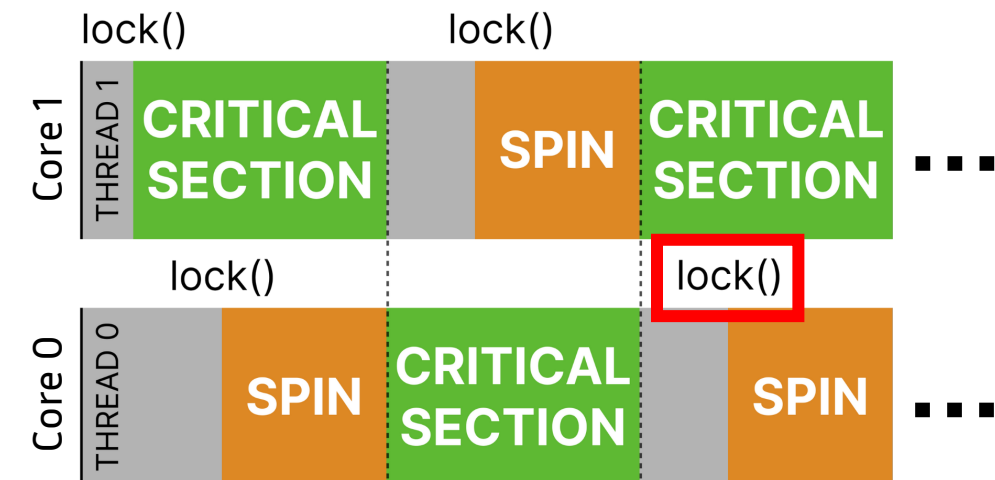 lock() lock()
Core 1
THREAD 1
CRITICAL
SECTION
SPIN
CRITICAL
SECTION
...
lock() lock()
Core 0
THREAD 0
SPIN
CRITICAL
SECTION
SPIN
...